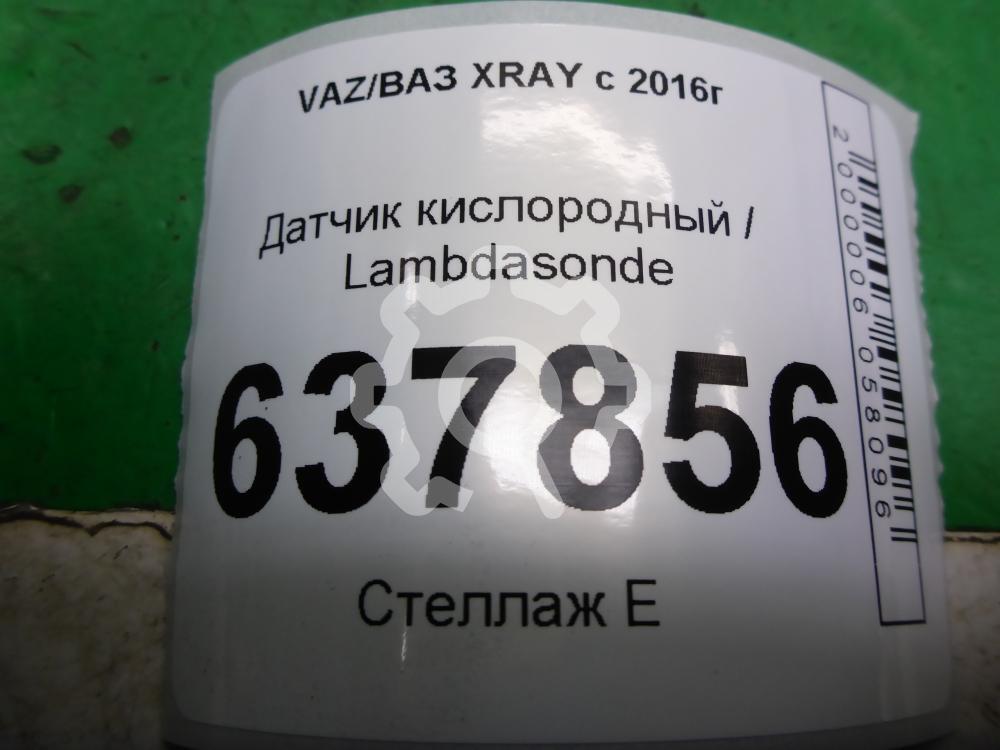 VAZ/ВАЗ XRAY с 2016г
Датчик кислородный /
Lambdasonde
637856
Стеллаж Е
2000006058096